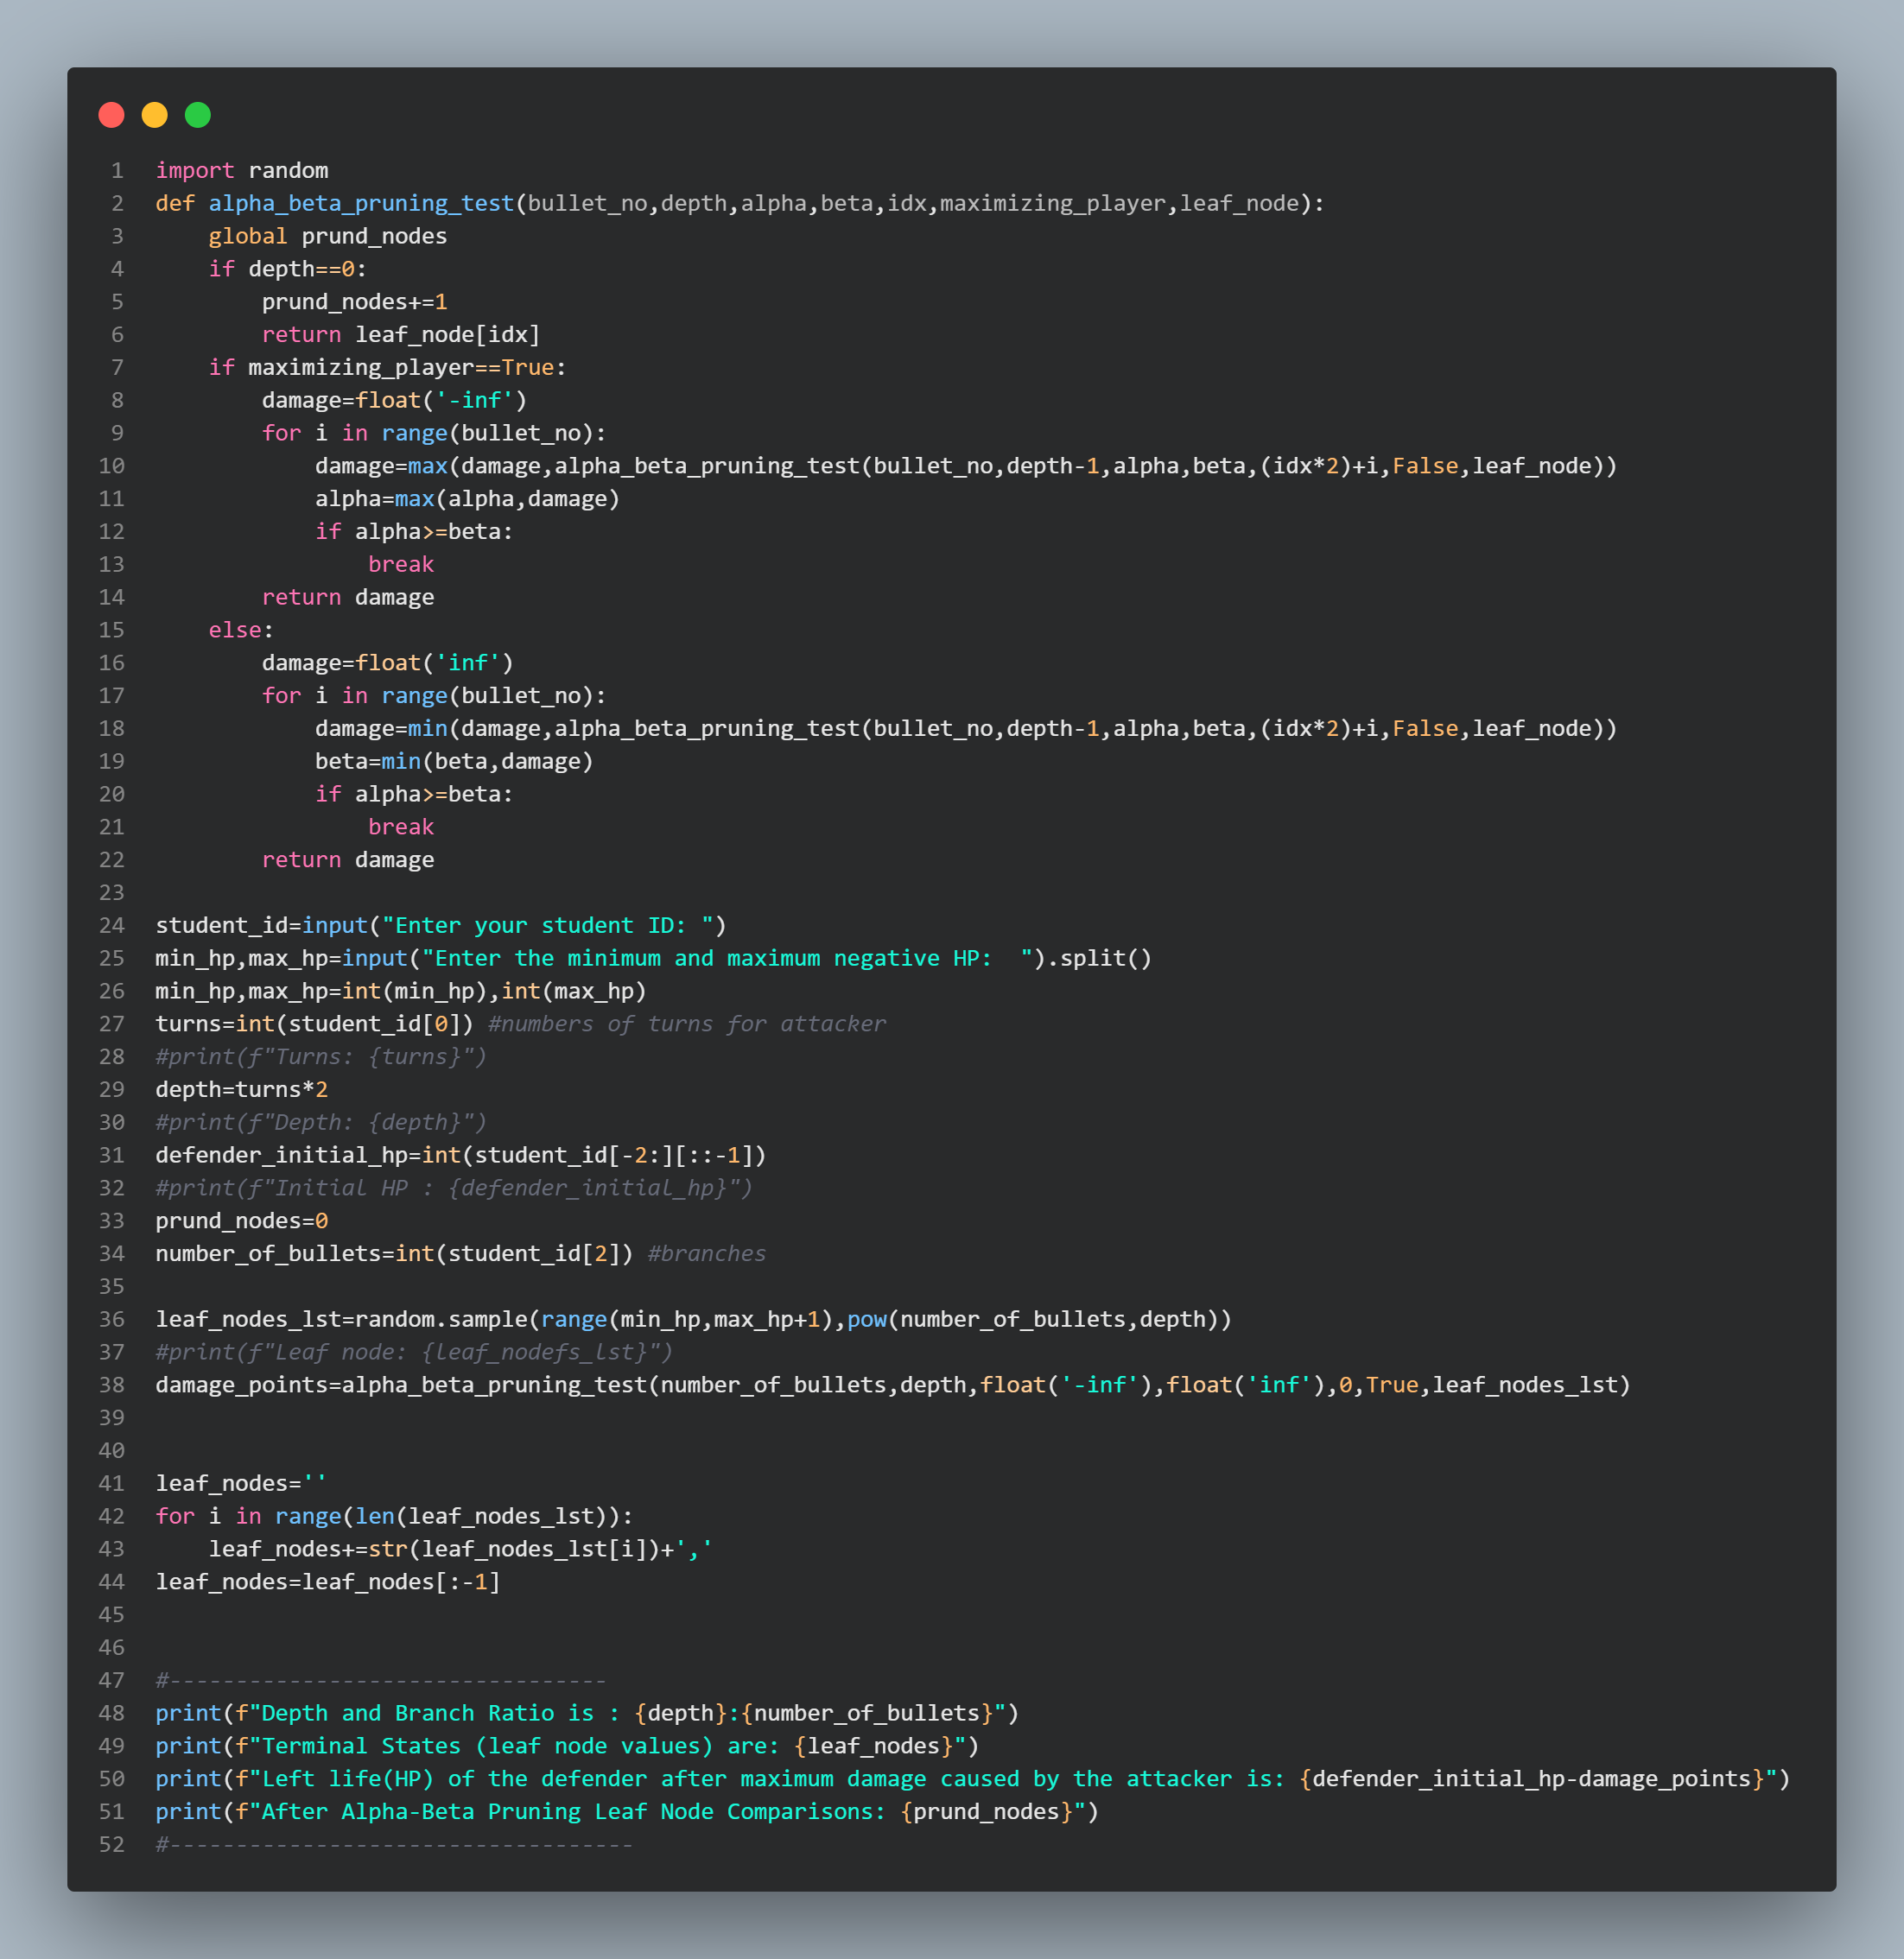 1 import random
2 def alpha_beta_pruning_test(bullet_no,depth,alpha,beta,idx,maximizing_player,leaf_node):
3     global prund_nodes
4     if depth==0:
5         prund_nodes+=1
6         return leaf_node[idx]
7     if maximizing_player==True:
8         damage=float('-inf')
9         for i in range(bullet_no):
10             damage=max(damage,alpha_beta_pruning_test(bullet_no,depth-1,alpha,beta,(idx*2)+i,False,leaf_node))
11             alpha=max(alpha,damage)
12             if alpha>=beta:
13                 break
14         return damage
15     else:
16         damage=float('inf')
17         for i in range(bullet_no):
18             damage=min(damage,alpha_beta_pruning_test(bullet_no,depth-1,alpha,beta,(idx*2)+i,False,leaf_node))
19             beta=min(beta,damage)
20             if alpha>=beta:
21                 break
22         return damage
23
24 student_id=input("Enter your student ID: ")
25 min_hp,max_hp=input("Enter the minimum and maximum negative HP:  ").split()
26 min_hp,max_hp=int(min_hp),int(max_hp)
27 turns=int(student_id[0]) #numbers of turns for attacker
28 #print(f"Turns: {turns}")
29 depth=turns*2
30 #print(f"Depth: {depth}")
31 defender_initial_hp=int(student_id[-2:][::-1])
32 #print(f"Initial HP : {defender_initial_hp}")
33 prund_nodes=0
34 number_of_bullets=int(student_id[2]) #branches
35
36 leaf_nodes_lst=random.sample(range(min_hp,max_hp+1),pow(number_of_bullets,depth))
37 #print(f"Leaf node: {leaf_nodefs_lst}")
38 damage_points=alpha_beta_pruning_test(number_of_bullets,depth,float('-inf'),float('inf'),0,True,leaf_nodes_lst)
39
40
41 leaf_nodes=''
42 for i in range(len(leaf_nodes_lst)):
43     leaf_nodes+=str(leaf_nodes_lst[i])+','
44 leaf_nodes=leaf_nodes[:-1]
45
46
47 #---------------------------------
48 print(f"Depth and Branch Ratio is : {depth}:{number_of_bullets}")
49 print(f"Terminal States (leaf node values) are: {leaf_nodes}")
50 print(f"Left life(HP) of the defender after maximum damage caused by the attacker is: {defender_initial_hp-damage_points}")
51 print(f"After Alpha-Beta Pruning Leaf Node Comparisons: {prund_nodes}")
52 #-----------------------------------